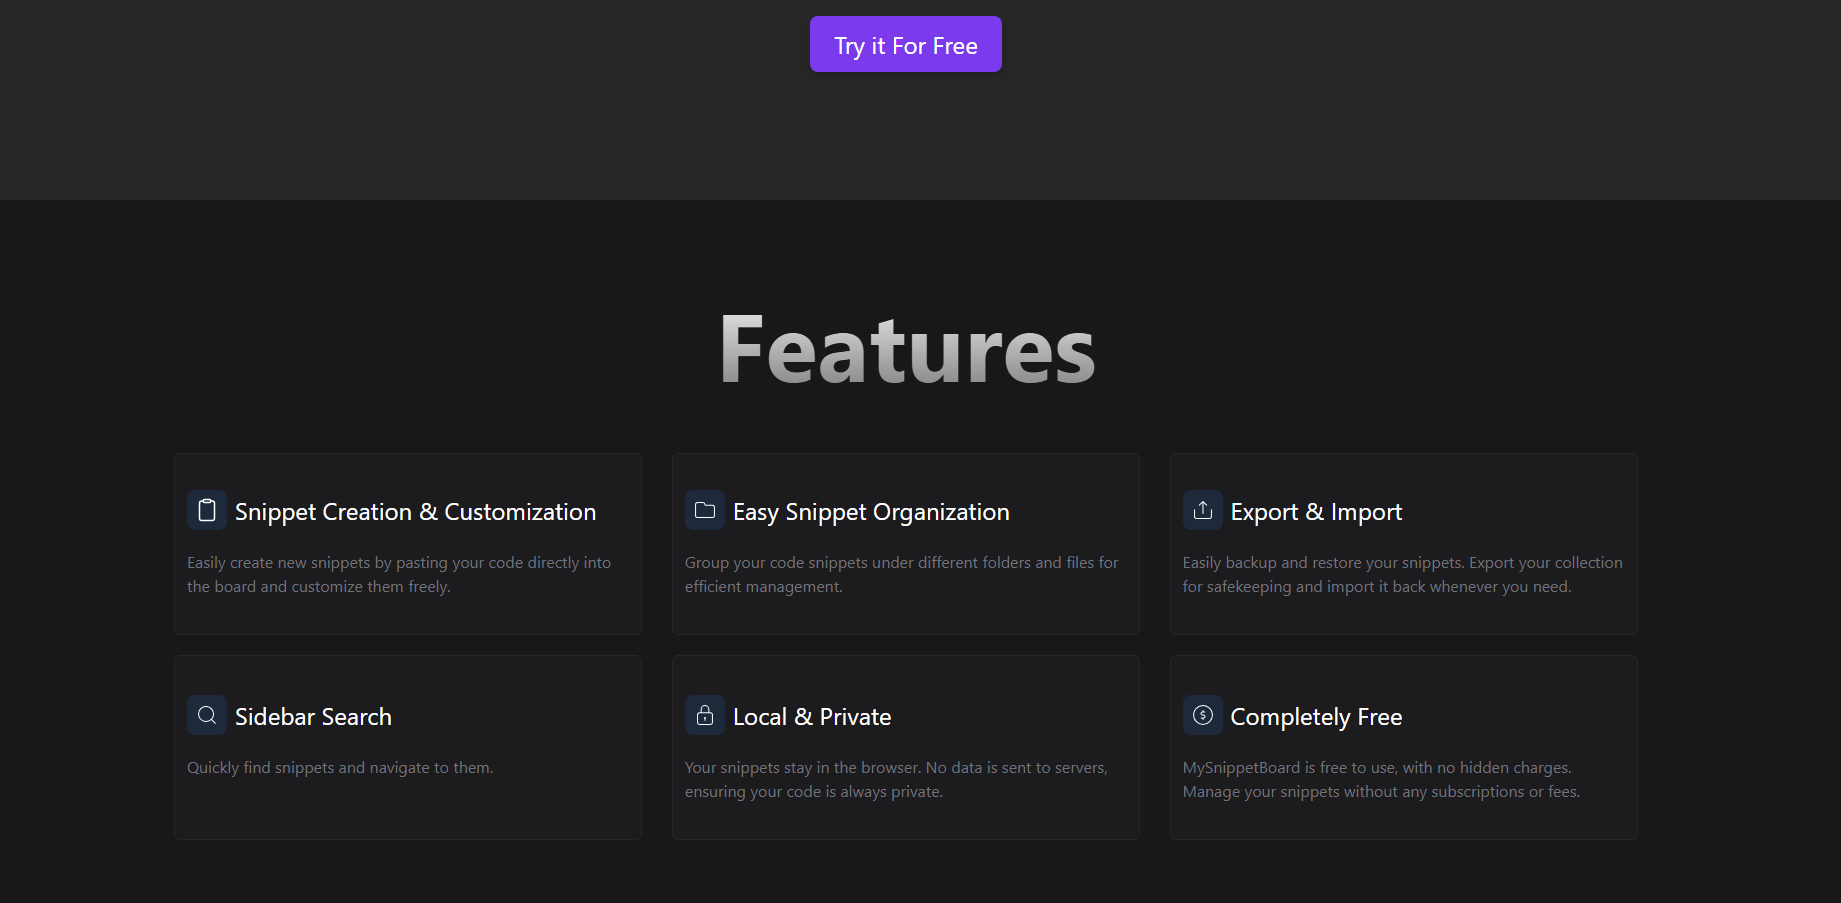 Try it For Free
Features
Snippet Creation & Customization
Easily create new snippets by pasting your code directly into
the board and customize them freely.
Easy Snippet Organization
Group your code snippets under different folders and files for
efficient management.
Export & Import
Easily backup and restore your snippets. Export your collection
for safekeeping and import it back whenever you need.
Sidebar Search
Quickly find snippets and navigate to them.
Local & Private
Your snippets stay in the browser. No data is sent to servers,
ensuring your code is always private.
Completely Free
MySnippetBoard is free to use, with no hidden charges.
Manage your snippets without any subscriptions or fees.